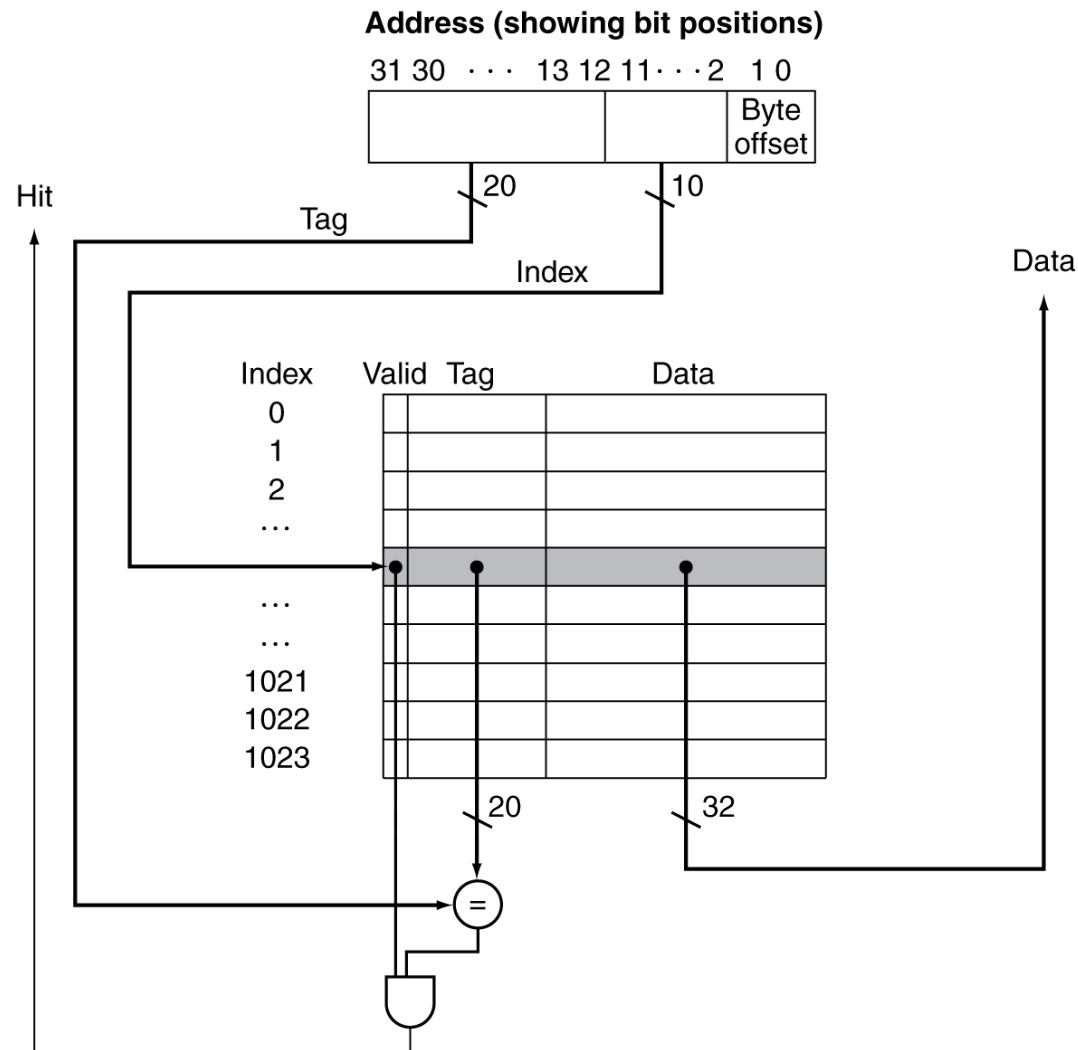 Address (showing bit positions)
31 30 · · · 13 12 11 · · · 2 1 0
Byte
offset
20 10
Hit
Tag
Index
Data
Index Valid Tag Data
0
1
2
· · ·
· · ·
· · ·
1021
1022
1023
20 32
=